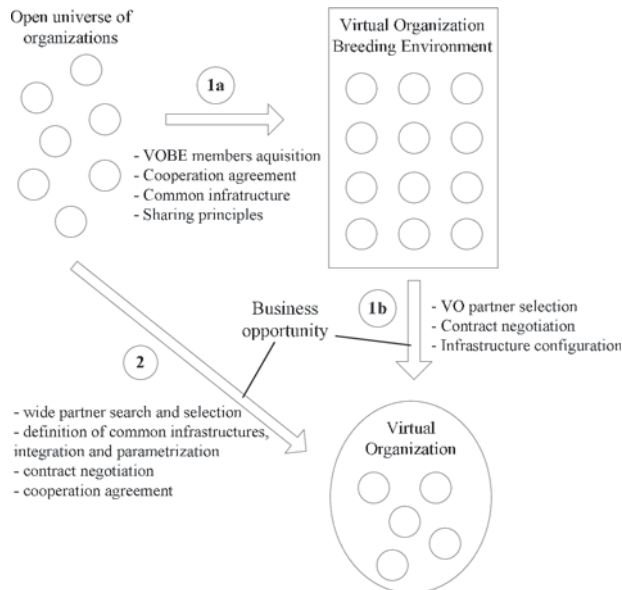 Open universe of
organizations
Virtual Organization
Breeding Environment
1a
- VOBE members aquisition
- Cooperation agreement
- Common infratructure
- Sharing principles
Business
opportunity
1b
- VO partner selection
- Contract negotiation
- Infrastructure configuration
2
- wide partner search and selection
- definition of common infrastructures,
integration and parametrization
- contract negotiation
- cooperation agreement
Virtual
Organization